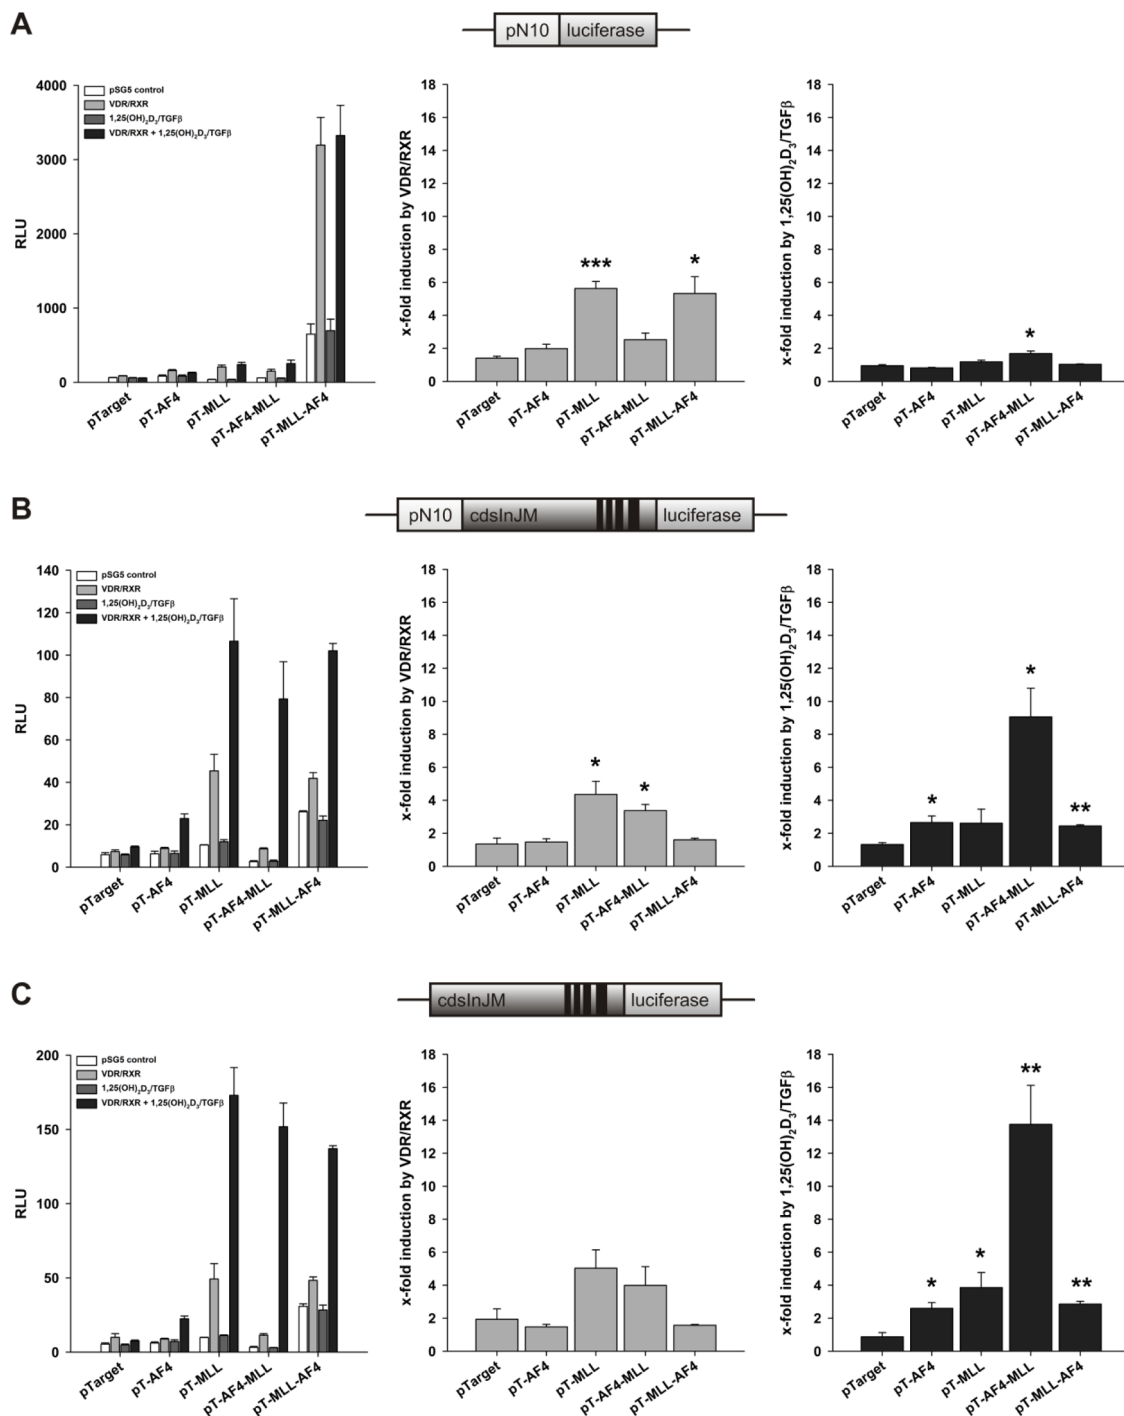 A
pN10 luciferase
pSG5 control
VDR/RXR
1,25(OH)₂D₃/TGFβ
VDR/RXR + 1,25(OH)₂D₃/TGFβ
RLU
4000
3000
2000
1000
0
pTarget
pT-AF4
pT-MLL
pT-AF4-MLL
pT-MLL-AF4
x-fold induction by VDR/RXR
18
16
14
12
10
8
6
4
2
0
***
*
pTarget
pT-AF4
pT-MLL
pT-AF4-MLL
pT-MLL-AF4
x-fold induction by 1,25(OH)₂D₃/TGFβ
18
16
14
12
10
8
6
4
2
0
*
pTarget
pT-AF4
pT-MLL
pT-AF4-MLL
pT-MLL-AF4
B
pN10 cdsInJM luciferase
pSG5 control
VDR/RXR
1,25(OH)₂D₃/TGFβ
VDR/RXR + 1,25(OH)₂D₃/TGFβ
RLU
140
120
100
80
60
40
20
0
pTarget
pT-AF4
pT-MLL
pT-AF4-MLL
pT-MLL-AF4
x-fold induction by VDR/RXR
18
16
14
12
10
8
6
4
2
0
*
*
pTarget
pT-AF4
pT-MLL
pT-AF4-MLL
pT-MLL-AF4
x-fold induction by 1,25(OH)₂D₃/TGFβ
18
16
14
12
10
8
6
4
2
0
*
*
**
pTarget
pT-AF4
pT-MLL
pT-AF4-MLL
pT-MLL-AF4
C
cdsInJM luciferase
pSG5 control
VDR/RXR
1,25(OH)₂D₃/TGFβ
VDR/RXR + 1,25(OH)₂D₃/TGFβ
RLU
200
150
100
50
0
pTarget
pT-AF4
pT-MLL
pT-AF4-MLL
pT-MLL-AF4
x-fold induction by VDR/RXR
18
16
14
12
10
8
6
4
2
0
pTarget
pT-AF4
pT-MLL
pT-AF4-MLL
pT-MLL-AF4
x-fold induction by 1,25(OH)₂D₃/TGFβ
18
16
14
12
10
8
6
4
2
0
*
*
**
**
pTarget
pT-AF4
pT-MLL
pT-AF4-MLL
pT-MLL-AF4